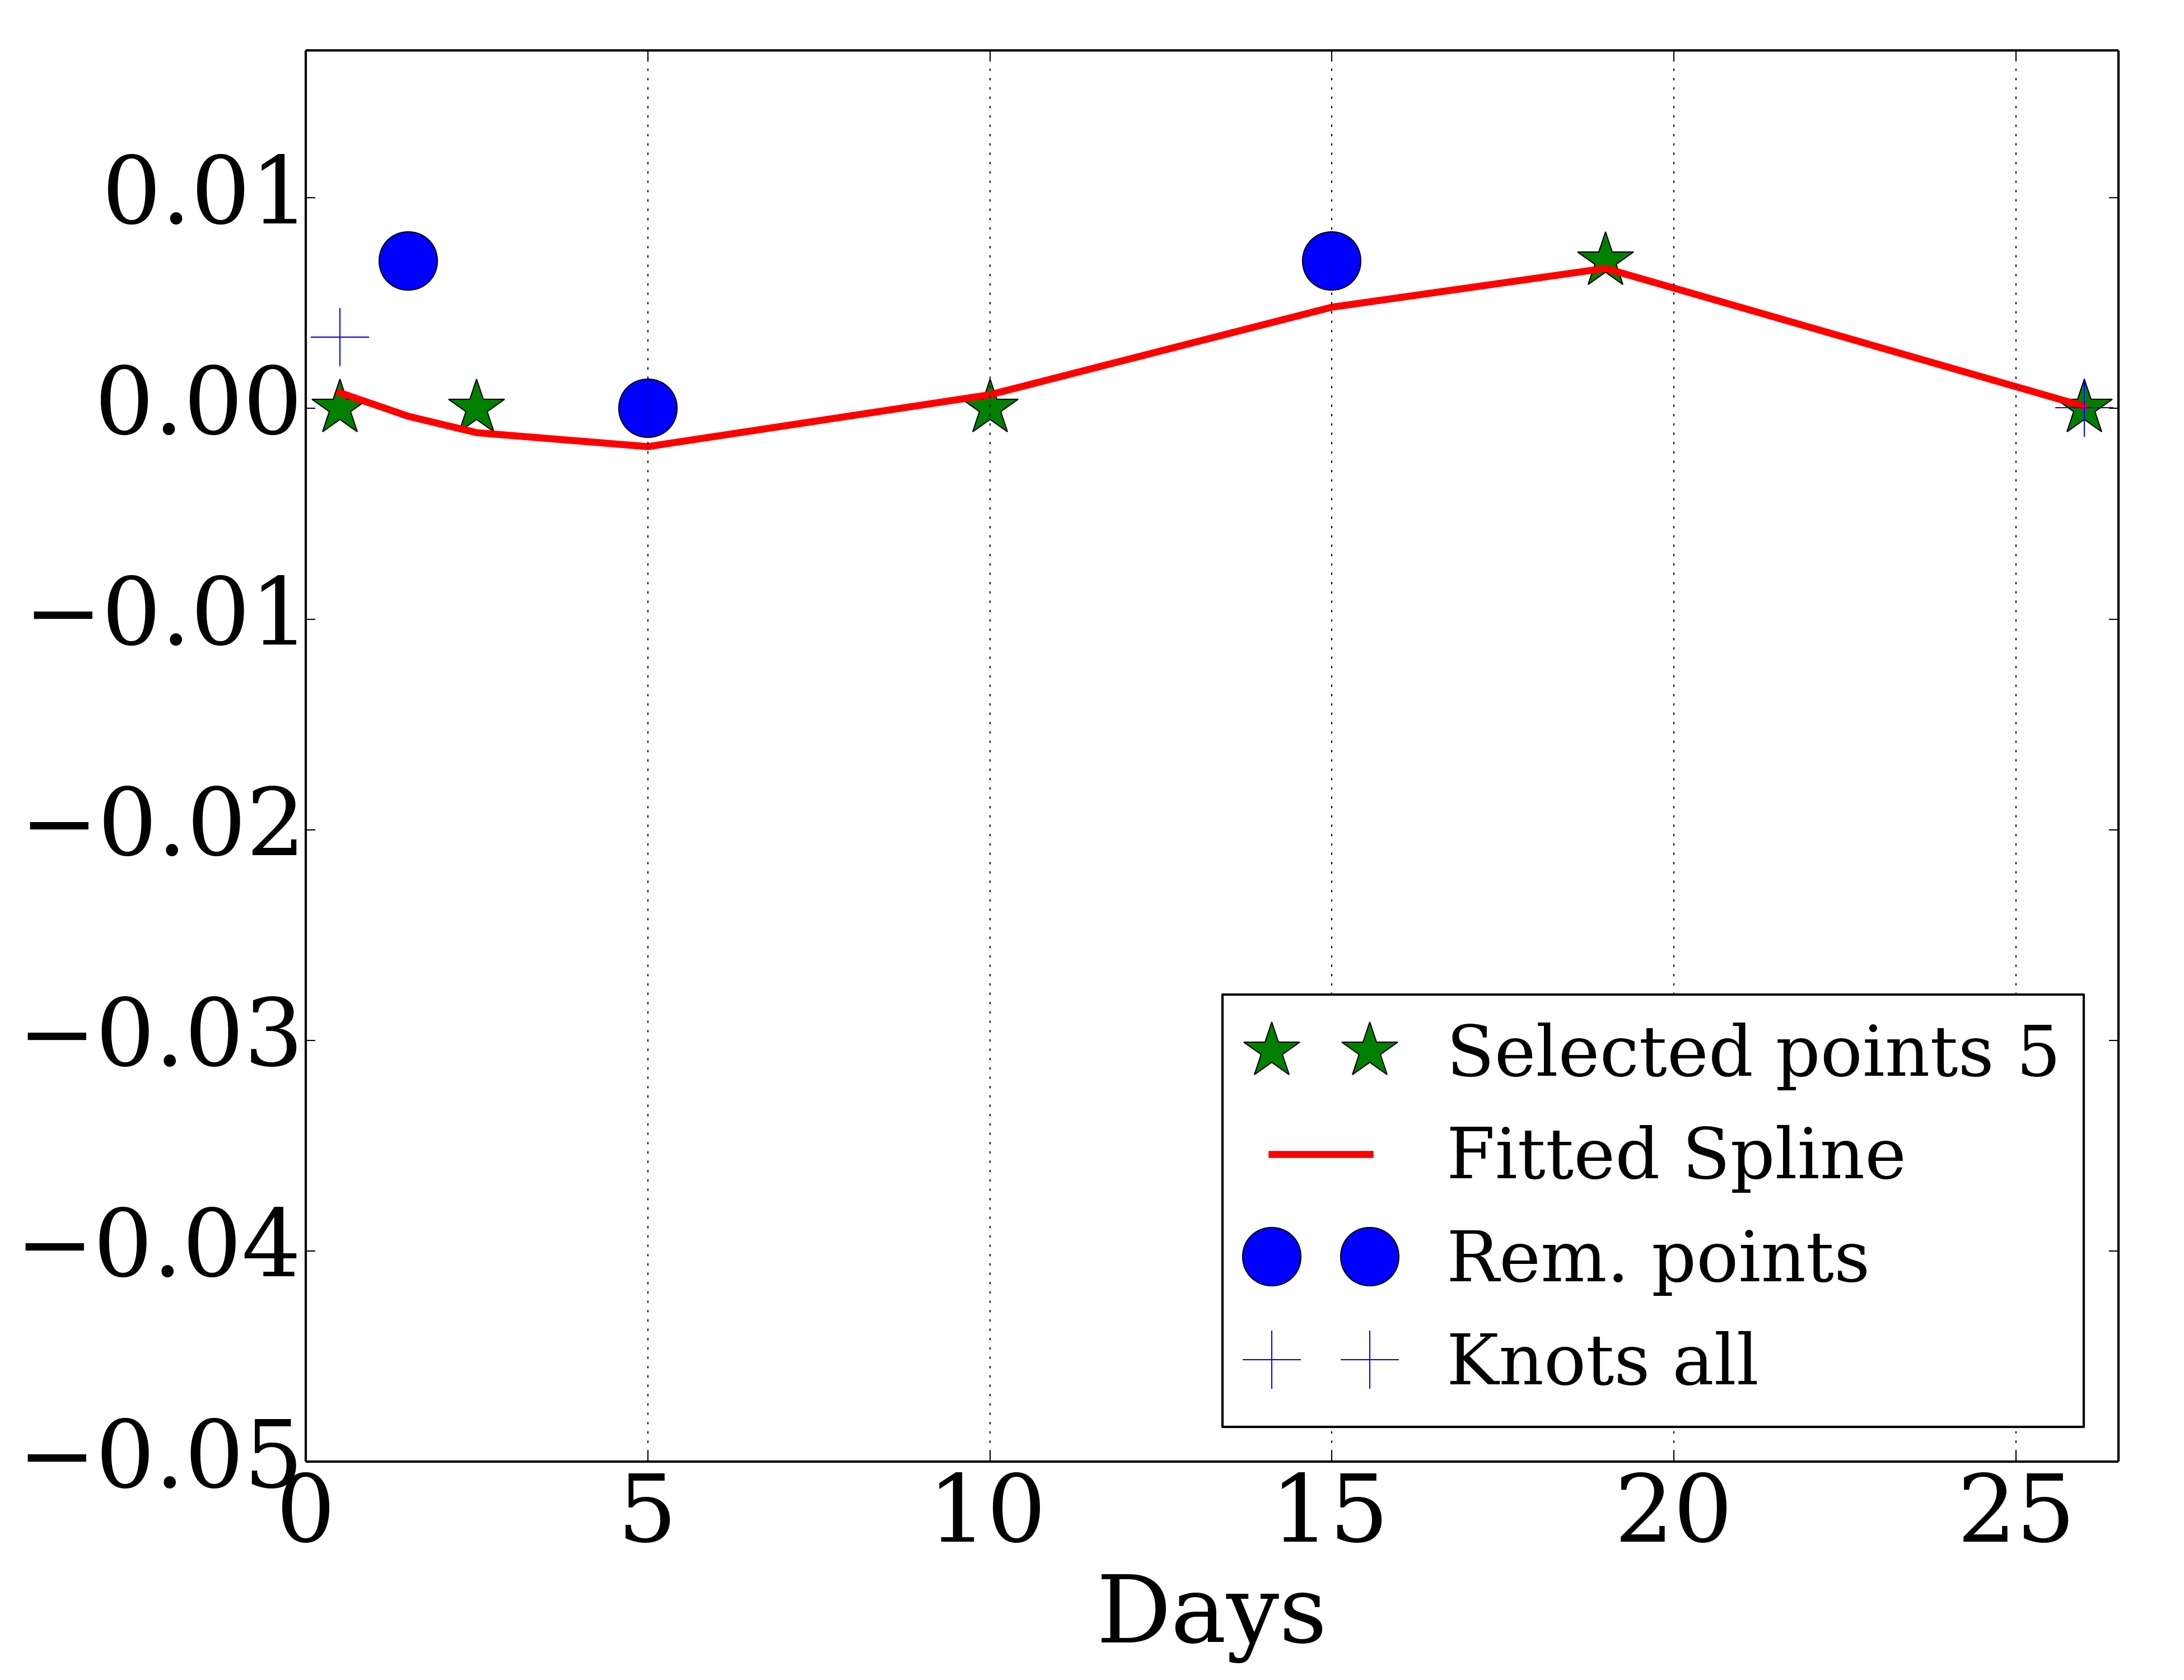 0.01
0.00
−0.01
−0.02
−0.03
−0.04
−0.05
Selected points 5
Fitted Spline
Rem. points
Knots all
0 5 10 15 20 25
Days